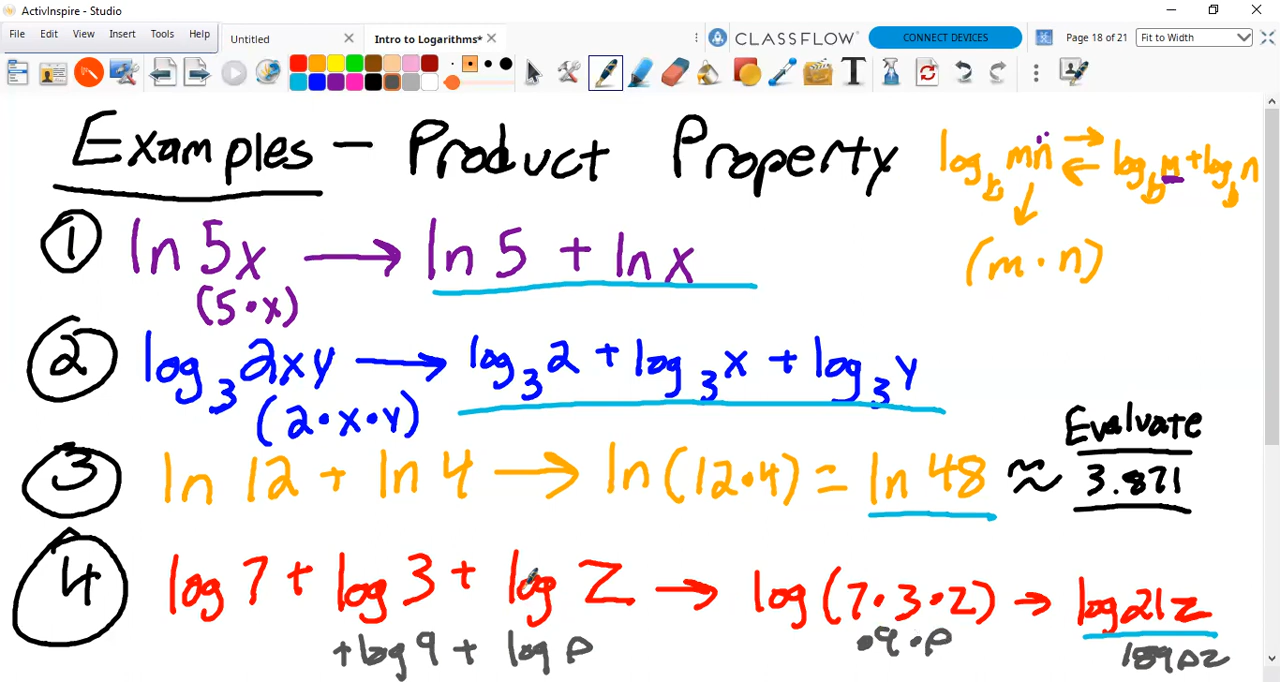 ActivInspire - Studio
File Edit View Insert Tools Help
Untitled
Intro to Logarithms*
CLASSFLOW
CONNECT DEVICES
Page 18 of 21
Fit to Width
T
Examples - Product Property
log_b mn ⇄ log_b m + log_b n
(m · n)
① ln 5x → ln 5 + ln x
(5 · x)
② log_3 2xy → log_3 2 + log_3 x + log_3 y
(2 · x · y)
Evaluate
③ ln 12 + ln 4 → ln (12 · 4) = ln 48 ≈ 3.871
④ log 7 + log 3 + log z → log (7 · 3 · z) → log 21z
+ log 9 + log p · 9 · p 189pz